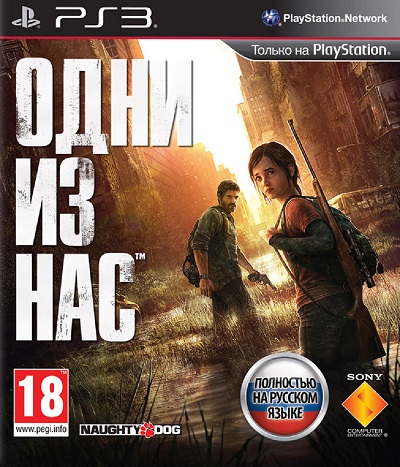 PS3
PlayStation®Network
Только на PlayStation®
ОДНИ
ИЗ
НАС™
18
www.pegi.info
NAUGHTY DOG
ПОЛНОСТЬЮ
НА РУССКОМ
ЯЗЫКЕ
SONY
COMPUTER
ENTERTAINMENT